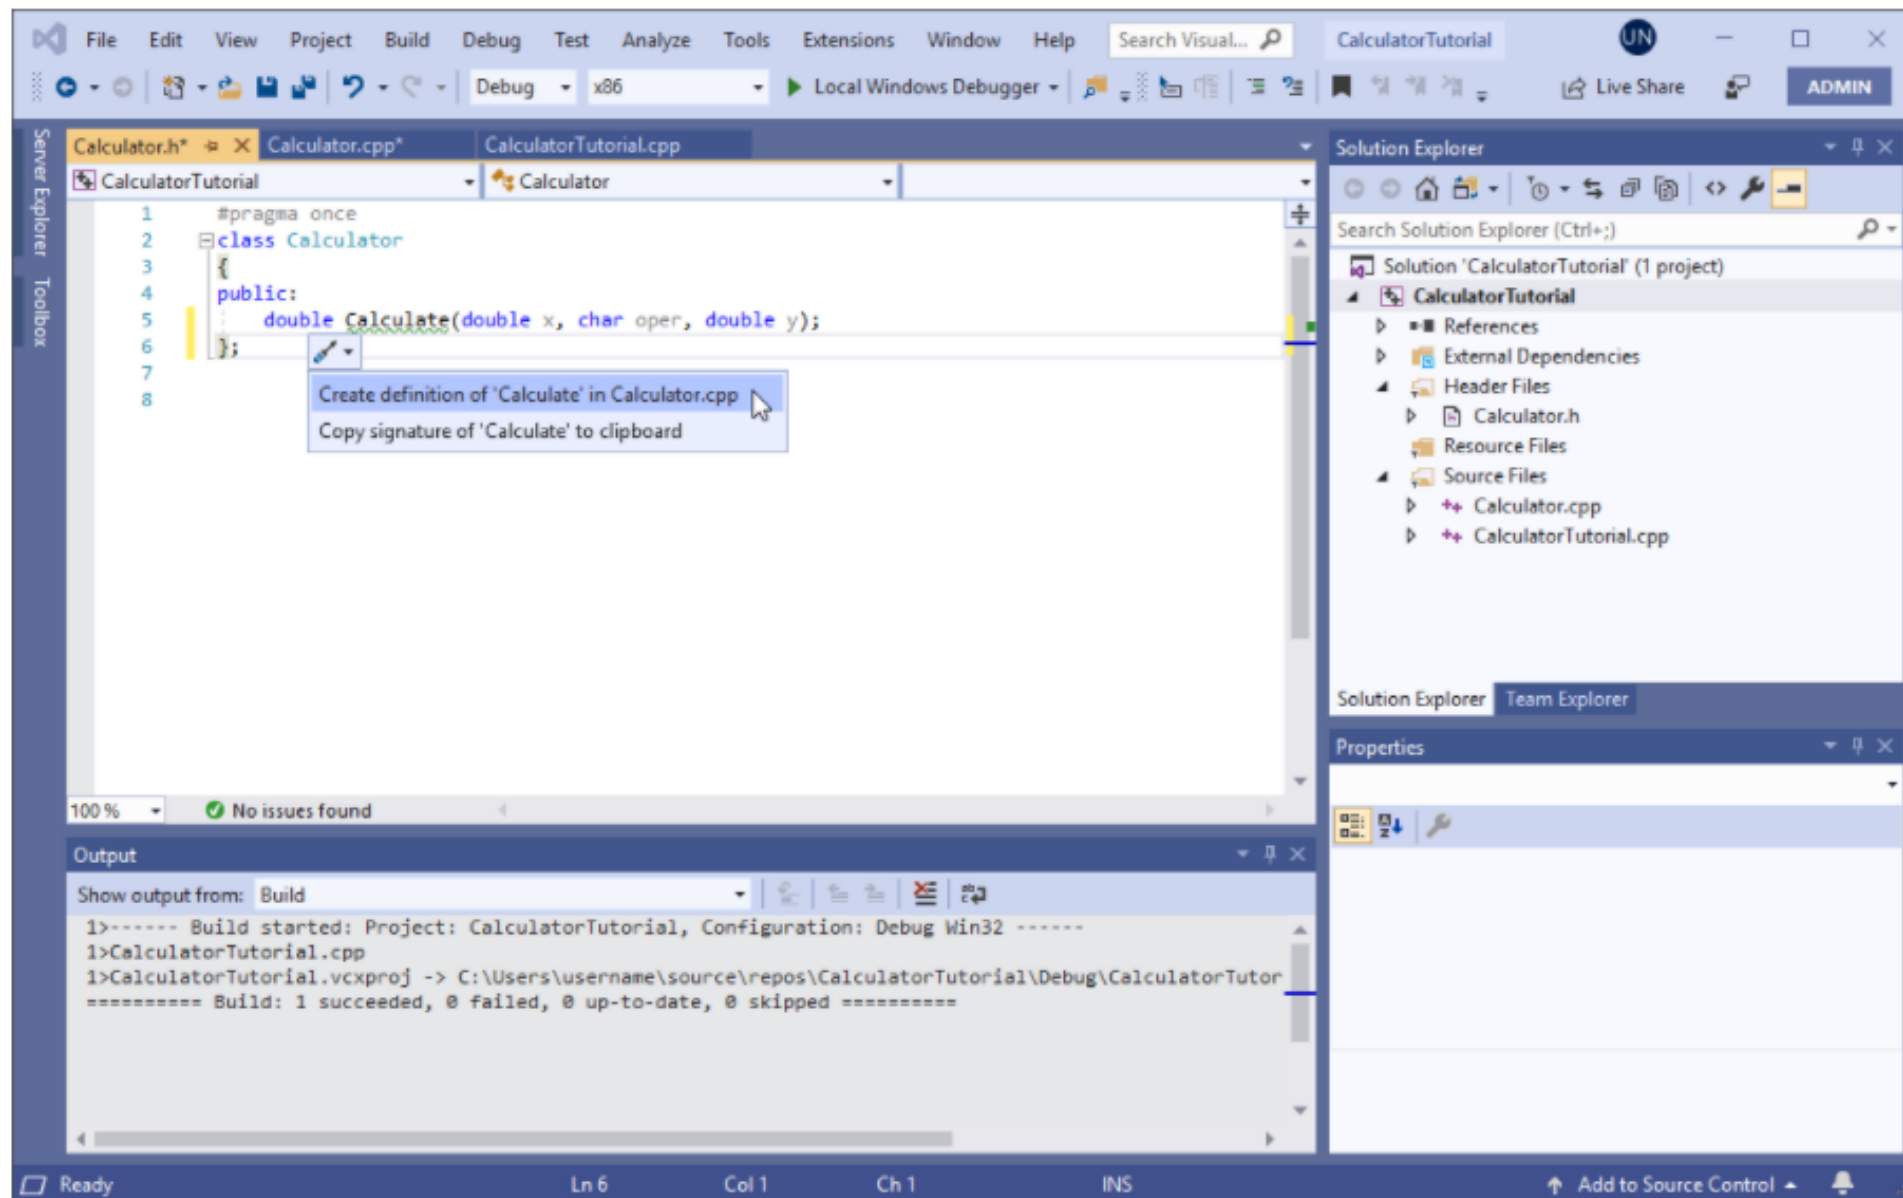 File Edit View Project Build Debug Test Analyze Tools Extensions Window Help Search Visual... CalculatorTutorial UN
Debug x86 Local Windows Debugger Live Share ADMIN
Server Explorer
Toolbox
Calculator.h* Calculator.cpp* CalculatorTutorial.cpp
CalculatorTutorial Calculator
1 #pragma once
2 class Calculator
3 {
4 public:
5 double Calculate(double x, char oper, double y);
6 };
7
8
Create definition of 'Calculate' in Calculator.cpp
Copy signature of 'Calculate' to clipboard
100 % No issues found
Output
Show output from: Build
1>------ Build started: Project: CalculatorTutorial, Configuration: Debug Win32 ------
1>CalculatorTutorial.cpp
1>CalculatorTutorial.vcxproj -> C:\Users\username\source\repos\CalculatorTutorial\Debug\CalculatorTutor
========== Build: 1 succeeded, 0 failed, 0 up-to-date, 0 skipped ==========
Solution Explorer
Search Solution Explorer (Ctrl+;)
Solution 'CalculatorTutorial' (1 project)
CalculatorTutorial
References
External Dependencies
Header Files
Calculator.h
Resource Files
Source Files
Calculator.cpp
CalculatorTutorial.cpp
Solution Explorer Team Explorer
Properties
Ready Ln 6 Col 1 Ch 1 INS Add to Source Control